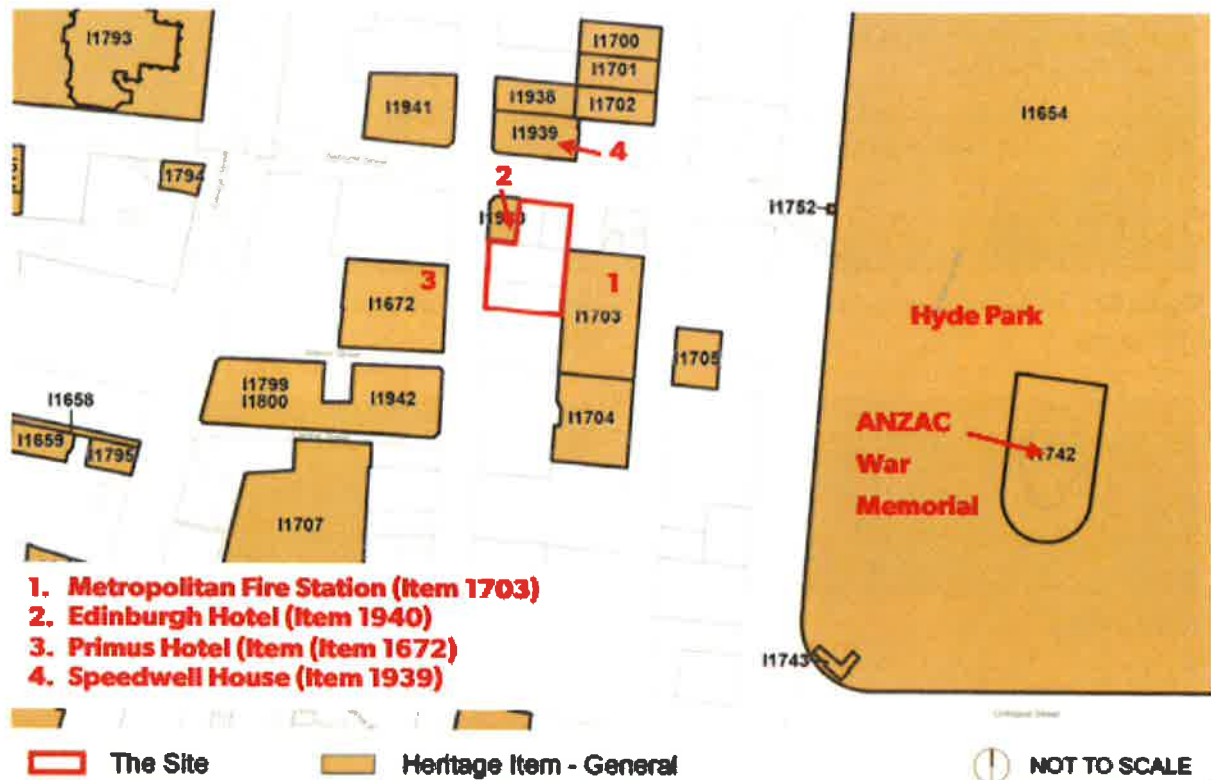 I1793
I1700
I1701
I1938
I1702
I1941
I1939
4
I1654
1794
2
I1752
3
I1672
1
I1703
Hyde Park
I1705
I1799
I1800
I1942
I1658
I1704
ANZAC
War
Memorial
I1742
I1659
I1795
I1707
1. Metropolitan Fire Station (Item 1703)
2. Edinburgh Hotel (Item 1940)
3. Primus Hotel (Item (Item 1672)
4. Speedwell House (Item 1939)
I1743
The Site
Heritage Item - General
NOT TO SCALE